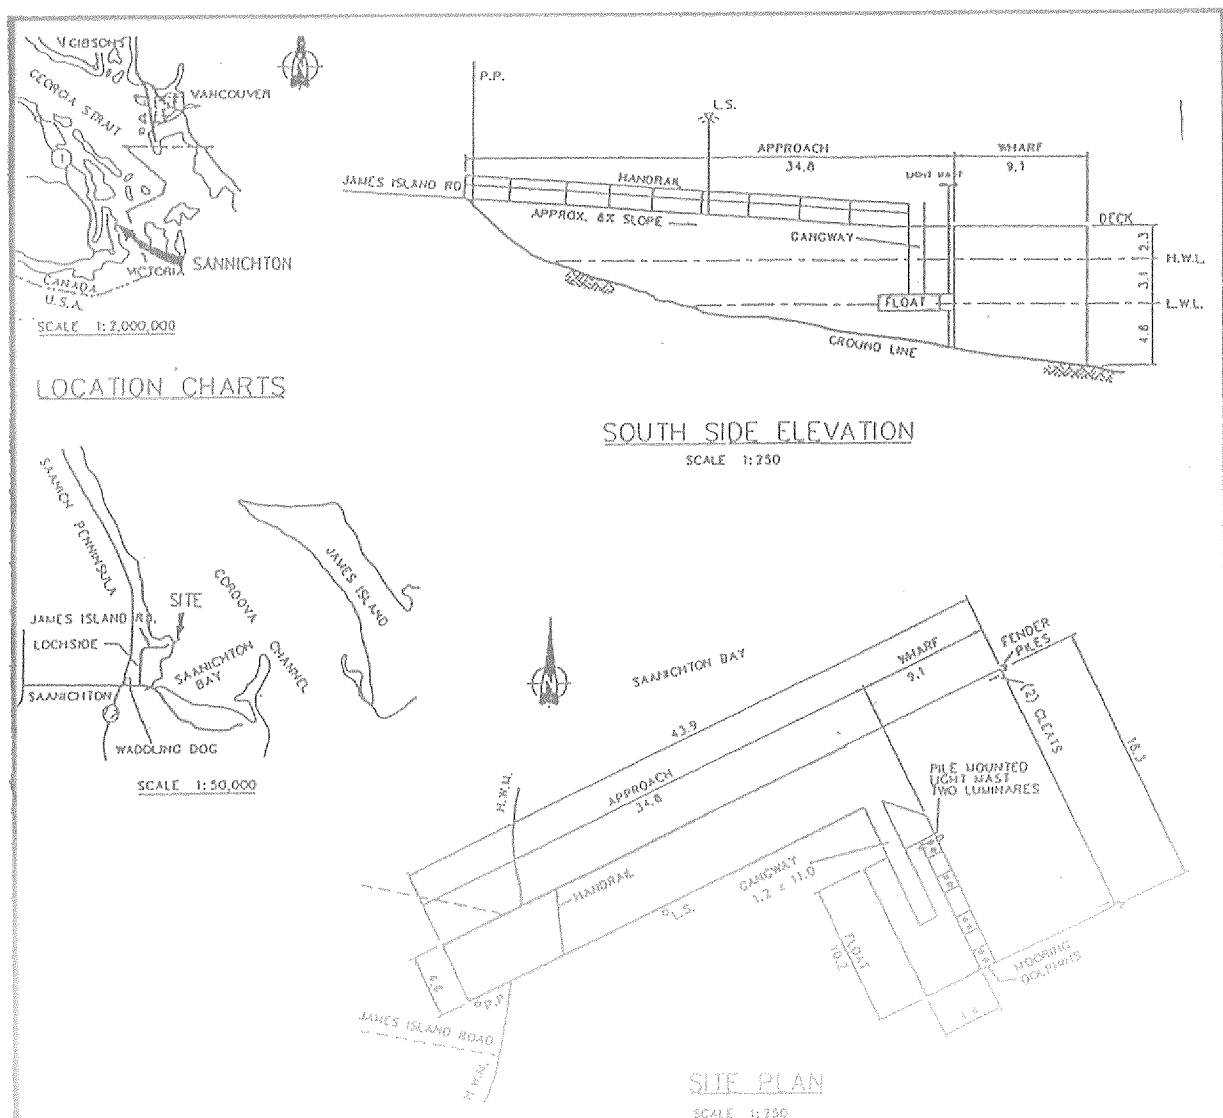 GIBSONS
GEORGIA STRAIT
VANCOUVER
1
SANNICHTON
VICTORIA
CANADA
U.S.A.
SCALE 1:2,000,000
LOCATION CHARTS
P.P.
L.S.
APPROACH
34.8
WHARF
9.1
LIGHT MAST
JAMES ISLAND RD
HANDRAIL
APPROX. 6% SLOPE
GANGWAY
DECK
2.3
H.W.L.
3.1
FLOAT
L.W.L.
4.6
GROUND LINE
SOUTH SIDE ELEVATION
SCALE 1:250
SAANICH PENNINSULA
CORDOVA CHANNEL
JAMES ISLAND
SITE
JAMES ISLAND RD.
LOCHSIDE
SAANICHTON BAY
SAANICHTON
WADDLING DOG
SCALE 1:50,000
N
SAANICHTON BAY
WHARF
9.1
FENDER PILES
(2) CLEATS
43.9
APPROACH
34.8
H.W.M.
PILE MOUNTED
LIGHT MAST
TWO LUMINARES
HANDRAIL
L.S.
GANGWAY
1.2 x 11.0
FLOAT
10.2
MOORING
DOLPHINS
P.P.
JAMES ISLAND ROAD
H.W.M.
SITE PLAN
SCALE 1:250